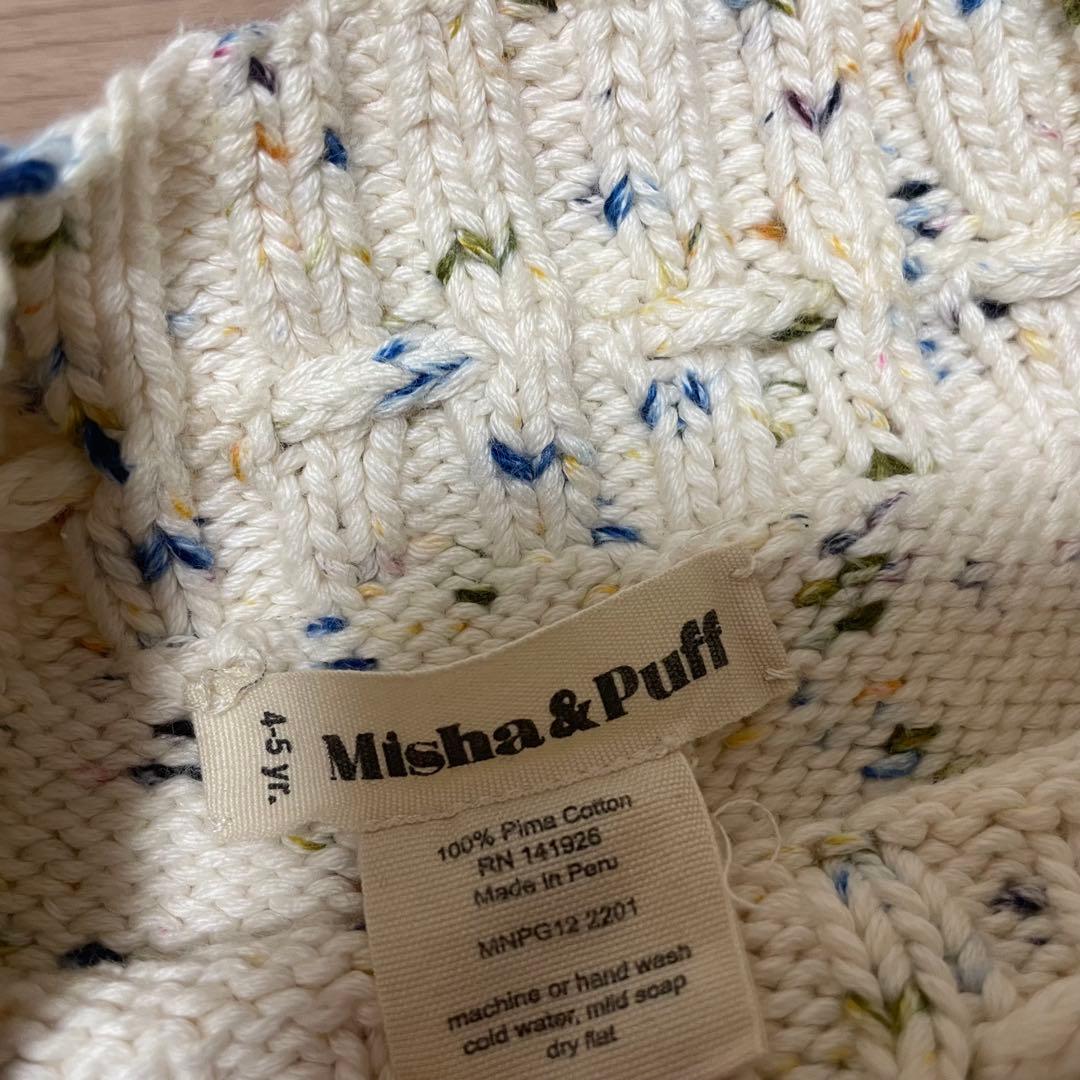 Misha & Puff
4-5 yr.
100% Pima Cotton
RN 141926
Made in Peru
MNPG12 2201
machine or hand wash
cold water, mild soap
dry flat